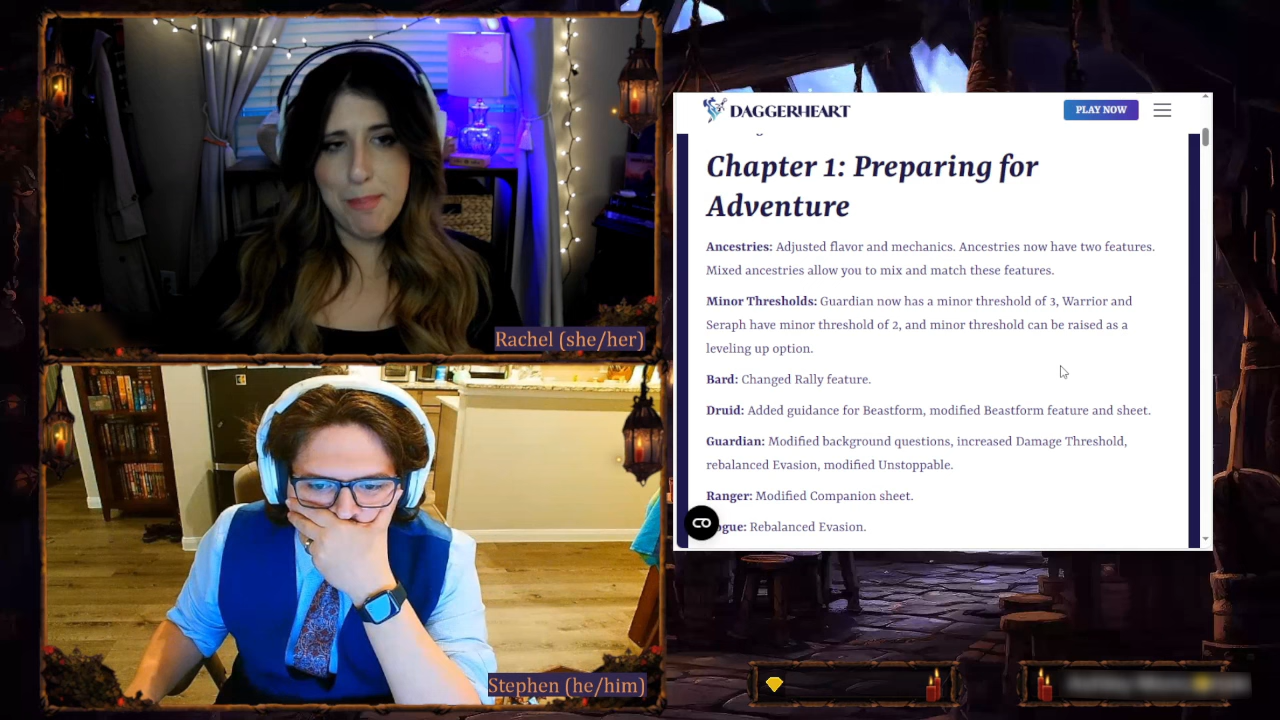 Rachel (she/her)
Stephen (he/him)
DAGGERHEART
PLAY NOW
Chapter 1: Preparing for
Adventure
Ancestries: Adjusted flavor and mechanics. Ancestries now have two features.
Mixed ancestries allow you to mix and match these features.
Minor Thresholds: Guardian now has a minor threshold of 3, Warrior and
Seraph have minor threshold of 2, and minor threshold can be raised as a
leveling up option.
Bard: Changed Rally feature.
Druid: Added guidance for Beastform, modified Beastform feature and sheet.
Guardian: Modified background questions, increased Damage Threshold,
rebalanced Evasion, modified Unstoppable.
Ranger: Modified Companion sheet.
ogue: Rebalanced Evasion.